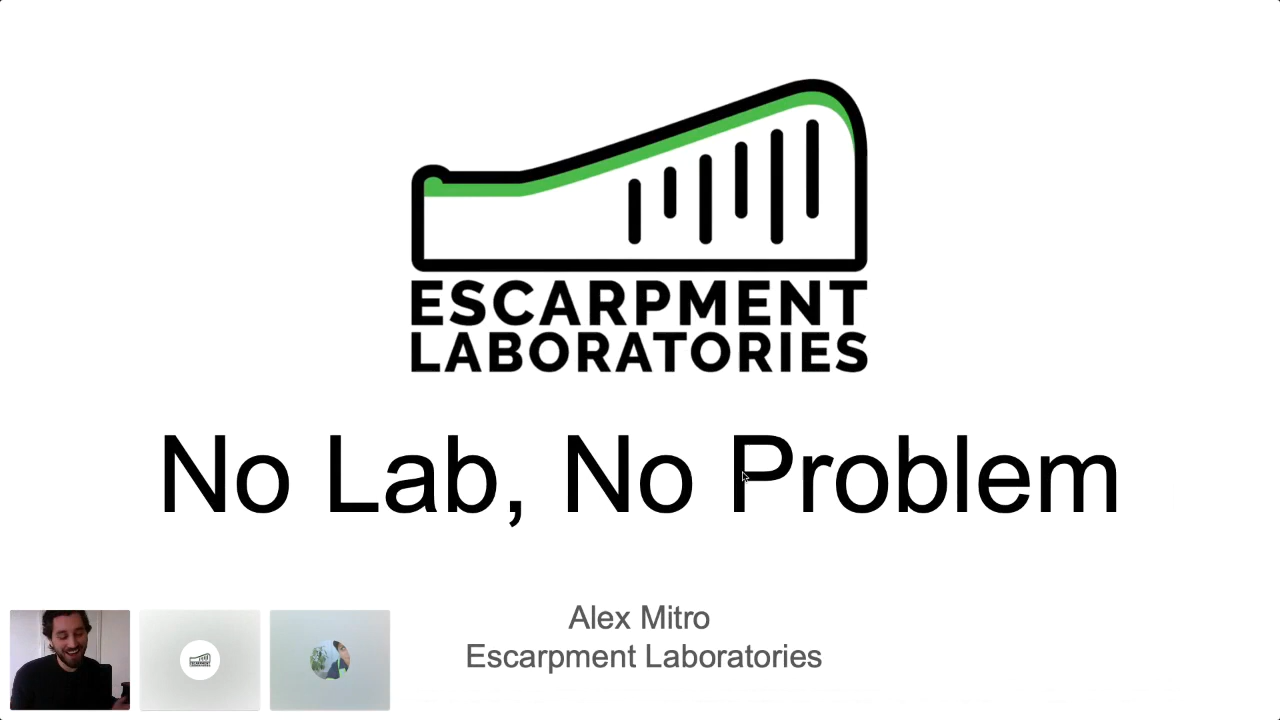 ESCARPMENT
LABORATORIES
No Lab, No Problem
Alex Mitro
Escarpment Laboratories